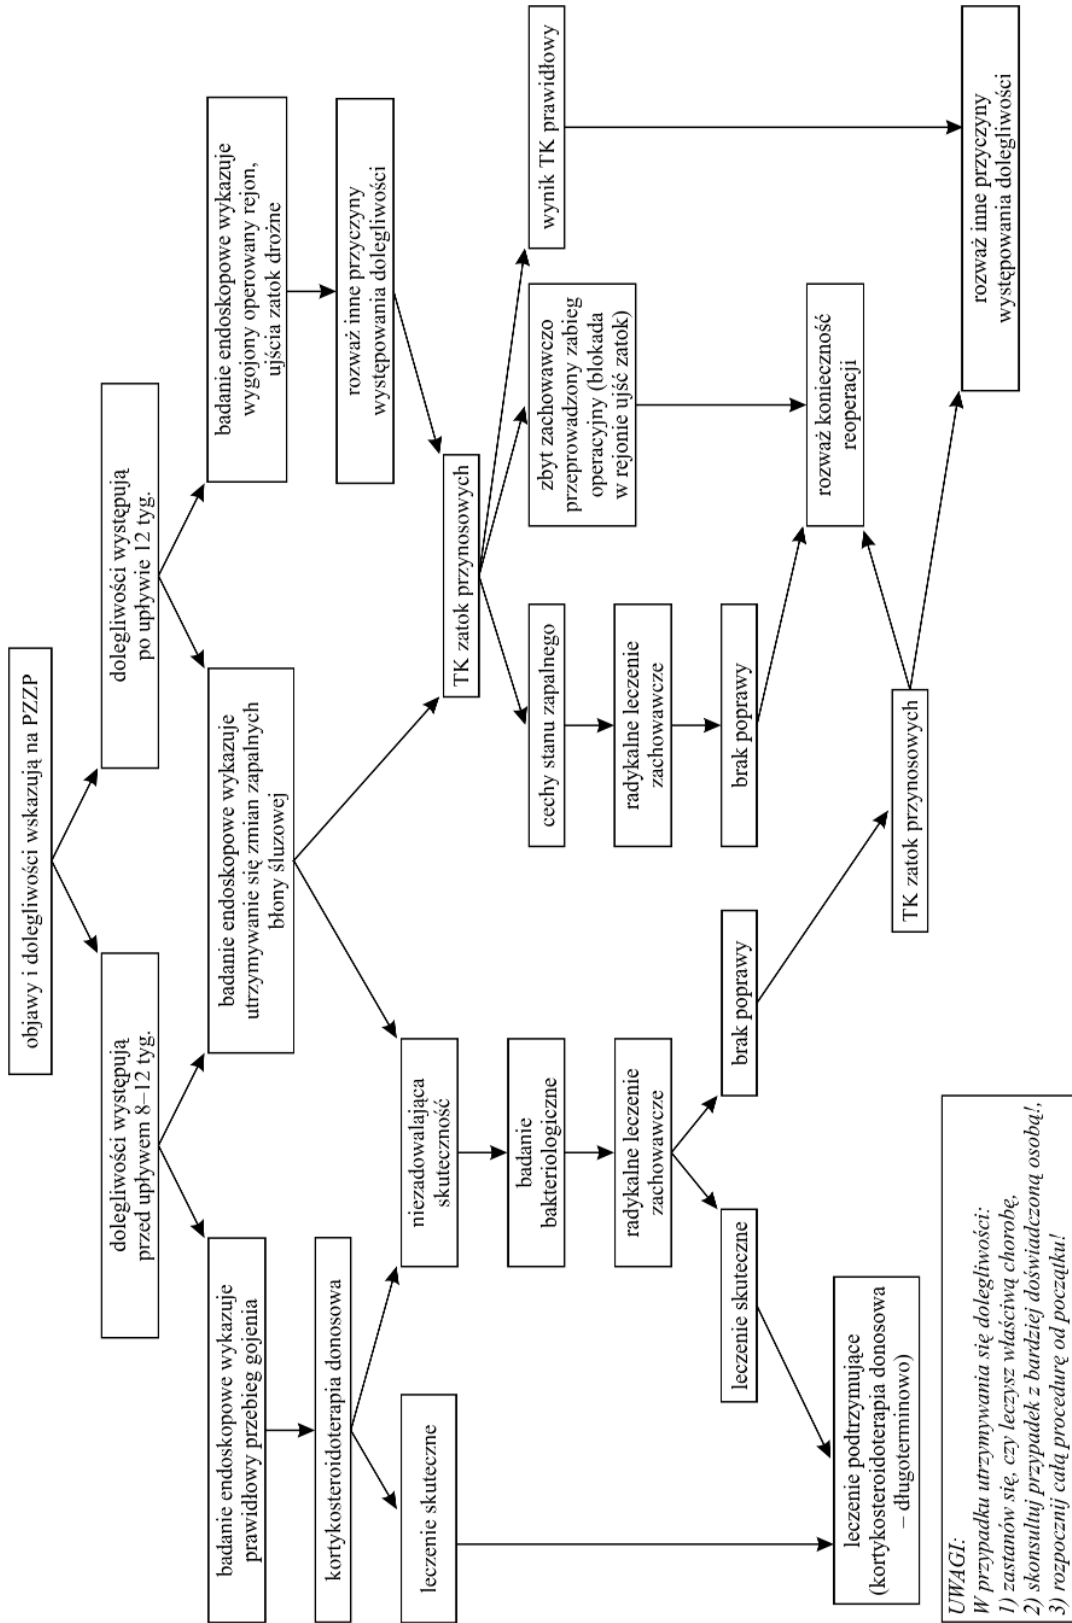 objawy i dolegliwości wskazują na PZZP
dolegliwości występują
przed upływem 8–12 tyg.
dolegliwości występują
po upływie 12 tyg.
badanie endoskopowe wykazuje
prawidłowy przebieg gojenia
badanie endoskopowe wykazuje
utrzymywanie się zmian zapalnych
błony śluzowej
badanie endoskopowe wykazuje
wygojony operowany rejon,
ujścia zatok drożne
kortykosteroidoterapia donosowa
rozważ inne przyczyny
występowania dolegliwości
leczenie skuteczne
niezadowalająca
skuteczność
TK zatok przynosowych
badanie
bakteriologiczne
cechy stanu zapalnego
zbyt zachowawczo
przeprowadzony zabieg
operacyjny (blokada
w rejonie ujść zatok)
wynik TK prawidłowy
radykalne leczenie
zachowawcze
radykalne leczenie
zachowawcze
leczenie skuteczne
brak poprawy
brak poprawy
rozważ konieczność
reoperacji
leczenie podtrzymujące
(kortykosteroidoterapia donosowa
– długoterminowo)
TK zatok przynosowych
rozważ inne przyczyny
występowania dolegliwości
UWAGI:
W przypadku utrzymywania się dolegliwości:
1) zastanów się, czy leczysz właściwą chorobę,
2) skonsultuj przypadek z bardziej doświadczoną osobą!,
3) rozpocznij całą procedurę od początku!